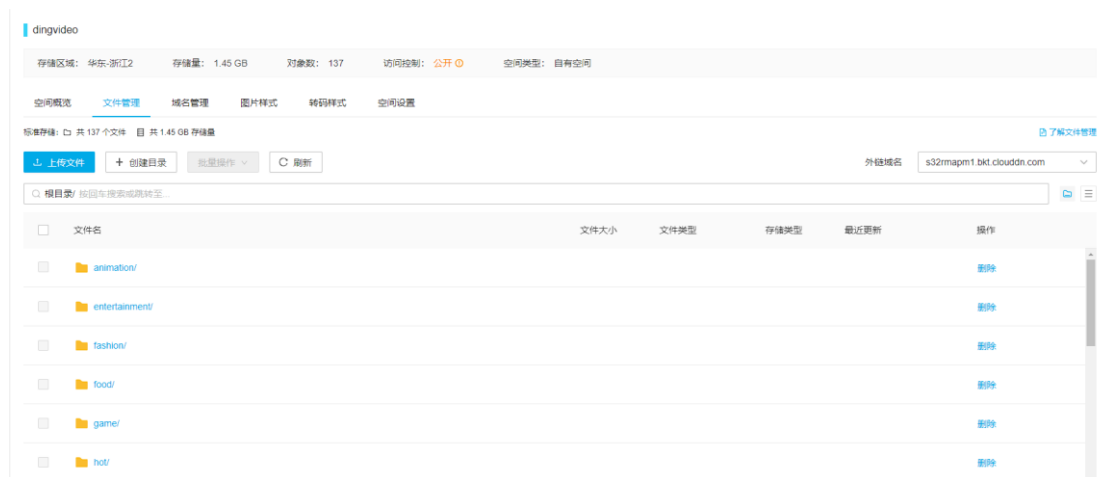 dingvideo
存储区域： 华东-浙江2 存储量： 1.45 GB 对象数： 137 访问控制： 公开 空间类型： 自有空间
空间概览 文件管理 域名管理 图片样式 转码样式 空间设置
标准存储： 共 137 个文件 共 1.45 GB 存储量 了解文件管理
上传文件 + 创建目录 批量操作 刷新 外链域名 s32rmapm1.bkt.clouddn.com
根目录/ 按回车搜索或跳转至...
文件名 文件大小 文件类型 存储类型 最近更新 操作
animation/ 删除
entertainment/ 删除
fashion/ 删除
food/ 删除
game/ 删除
hot/ 删除